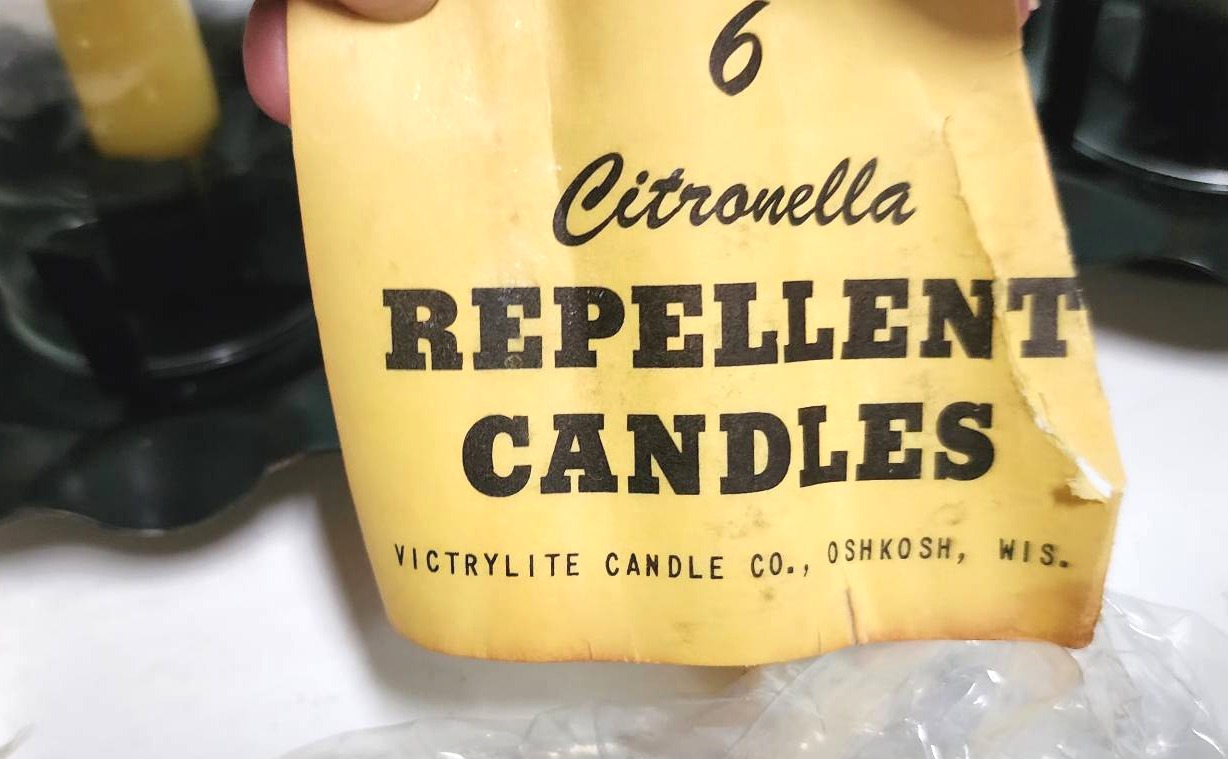 6
Citronella
REPELLENT
CANDLES
VICTRYLITE CANDLE CO., OSHKOSH, WIS.